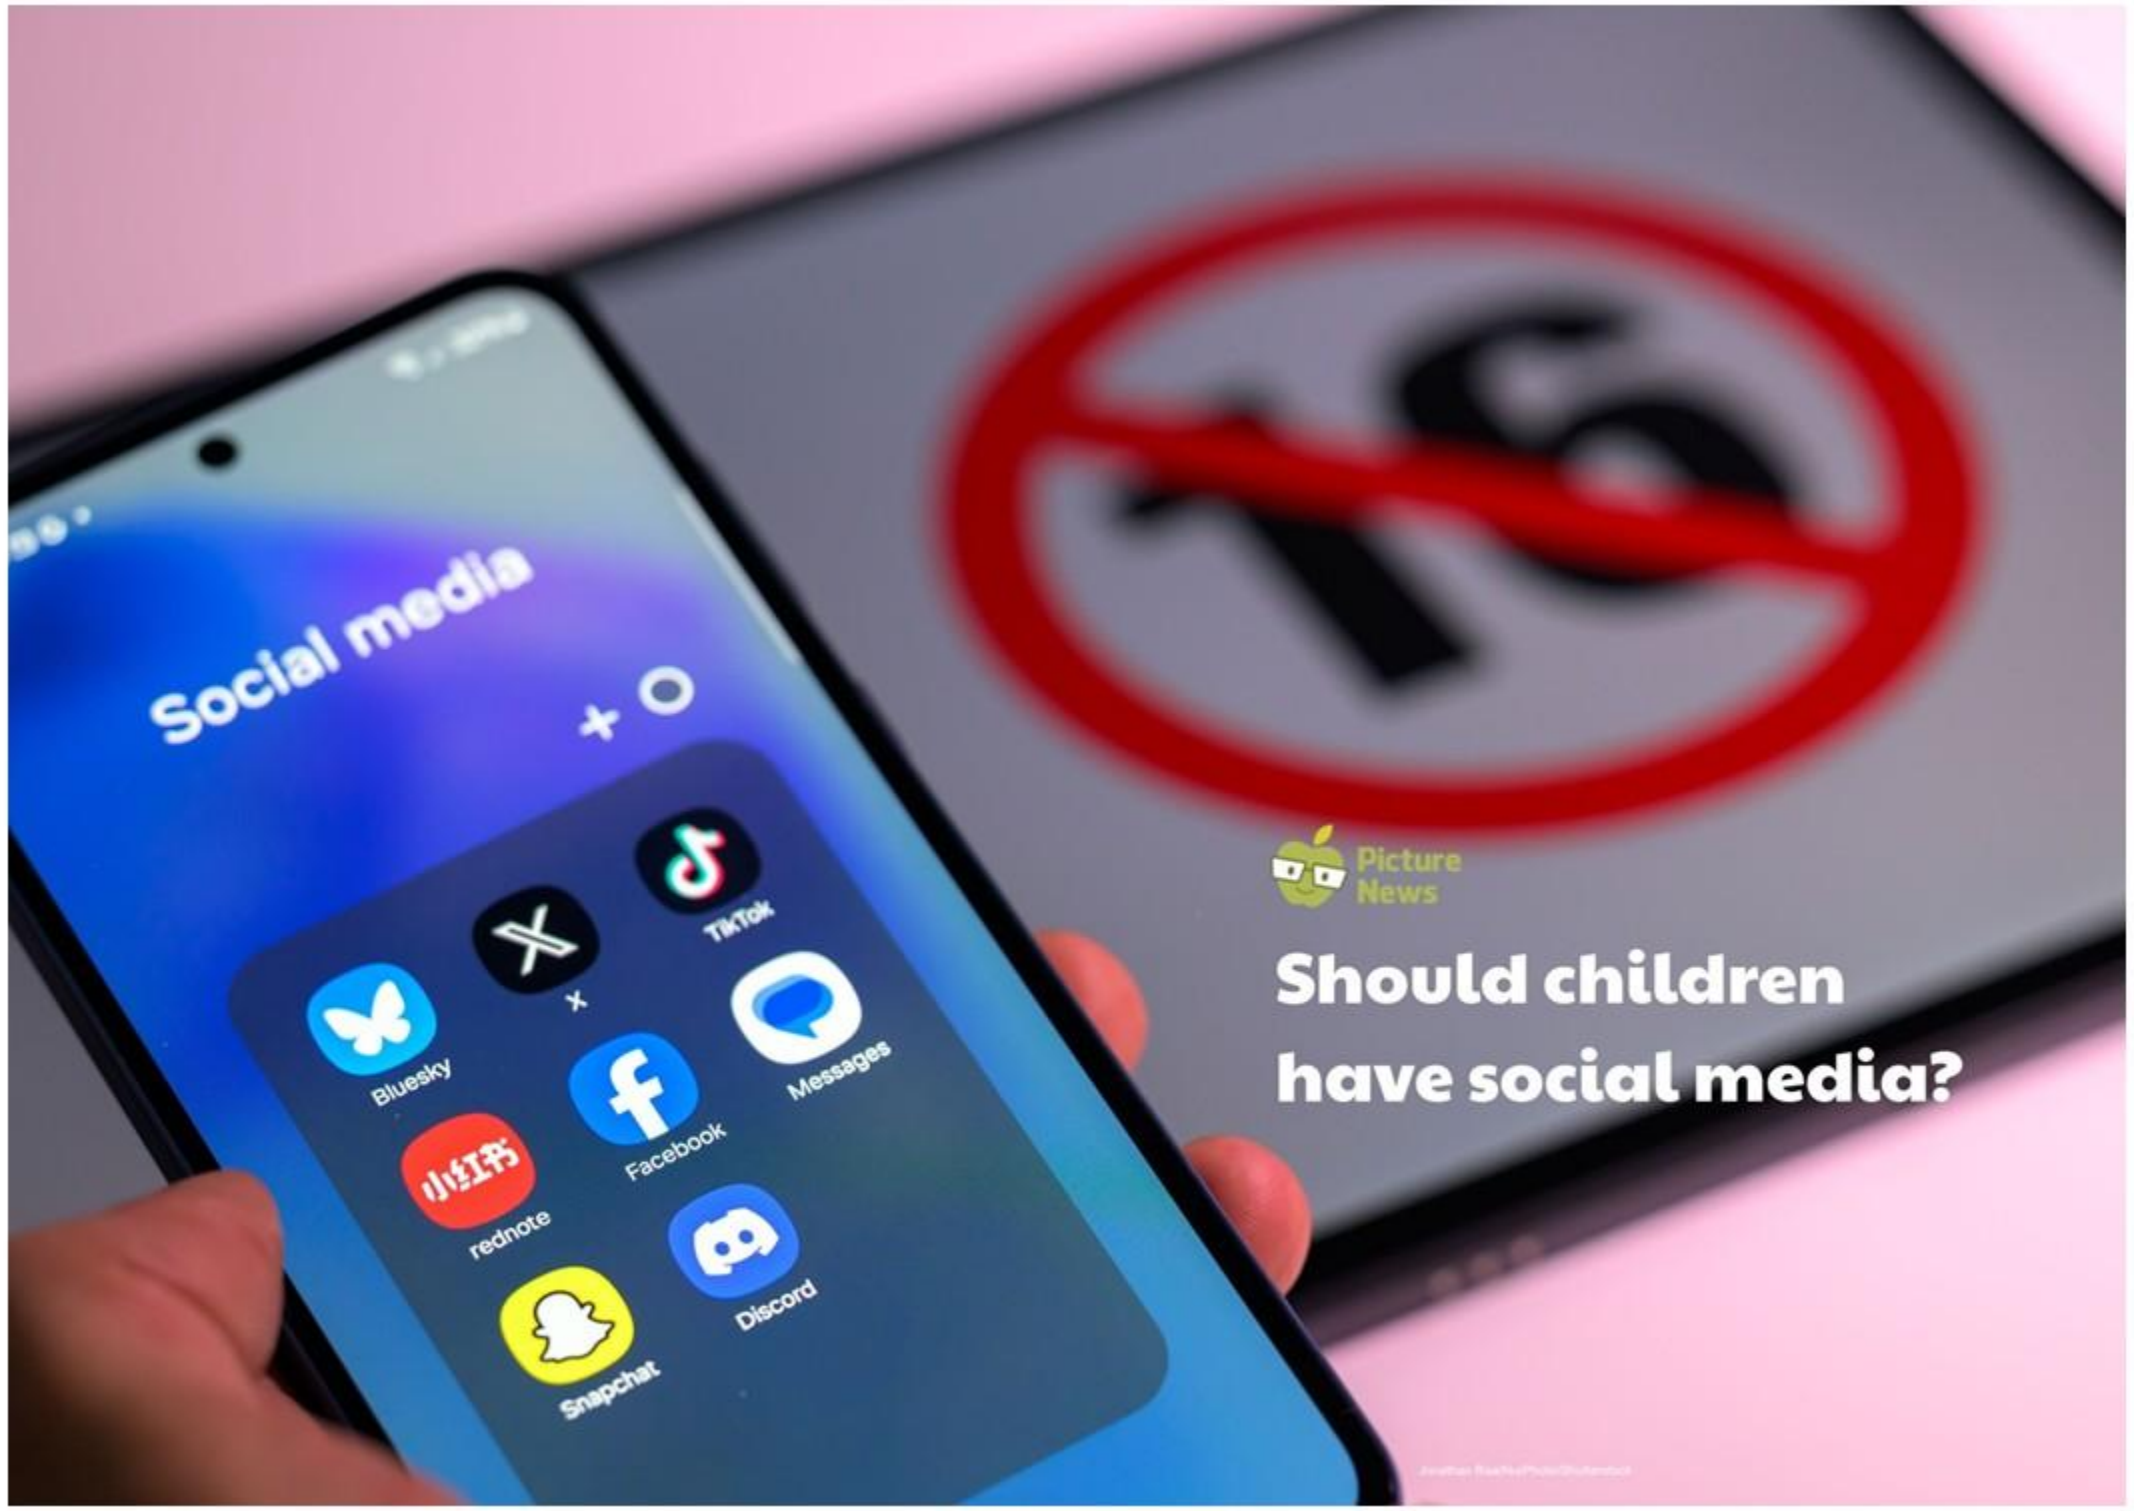 16
Social media
TikTok
X
Bluesky
Messages
Facebook
小红书
rednote
Discord
Snapchat
Picture
News
Should children
have social media?